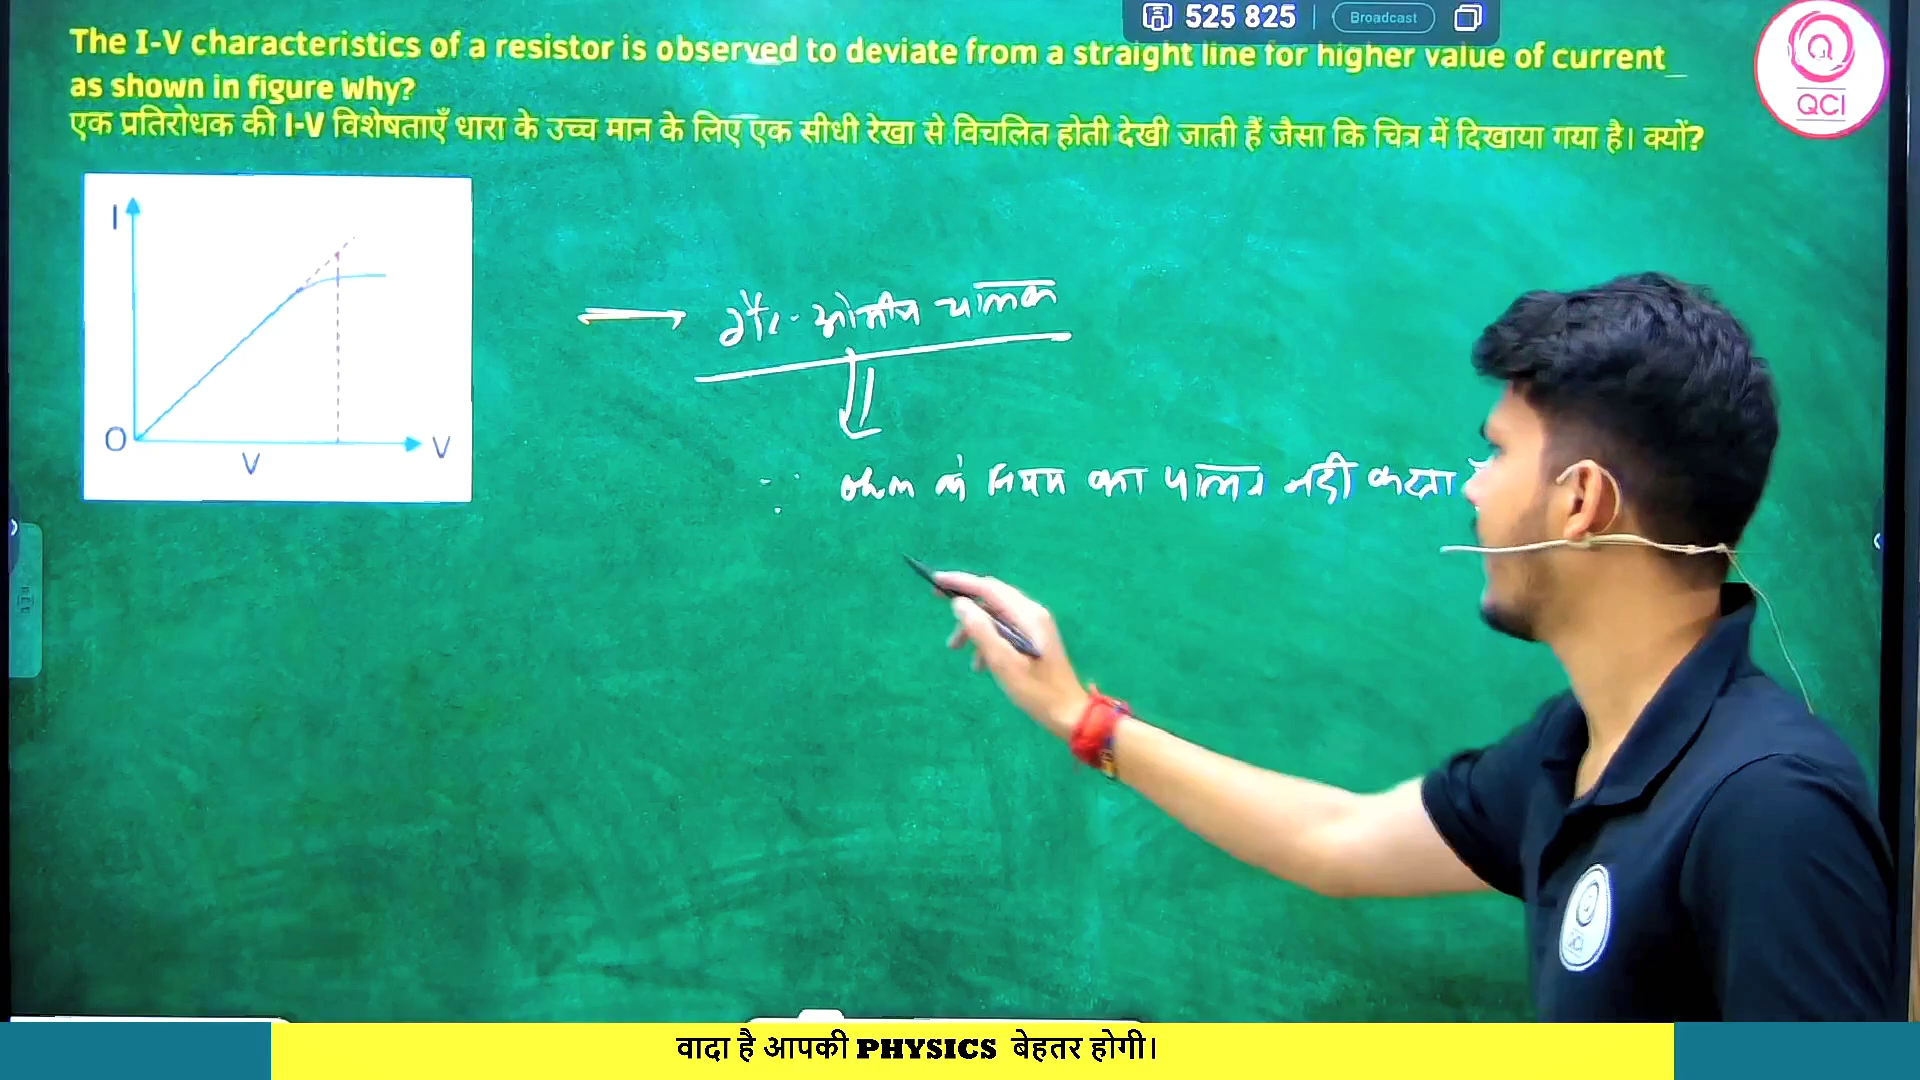 525 825 Broadcast
The I-V characteristics of a resistor is observed to deviate from a straight line for higher value of current
as shown in figure Why?
एक प्रतिरोधक की I-V विशेषताएँ धारा के उच्च मान के लिए एक सीधी रेखा से विचलित होती देखी जाती हैं जैसा कि चित्र में दिखाया गया है। क्यों?
QCI
I
O
V
V
चालक
∵ ohm के नियम का पालन नहीं करता
QCI
वादा है आपकी PHYSICS बेहतर होगी।